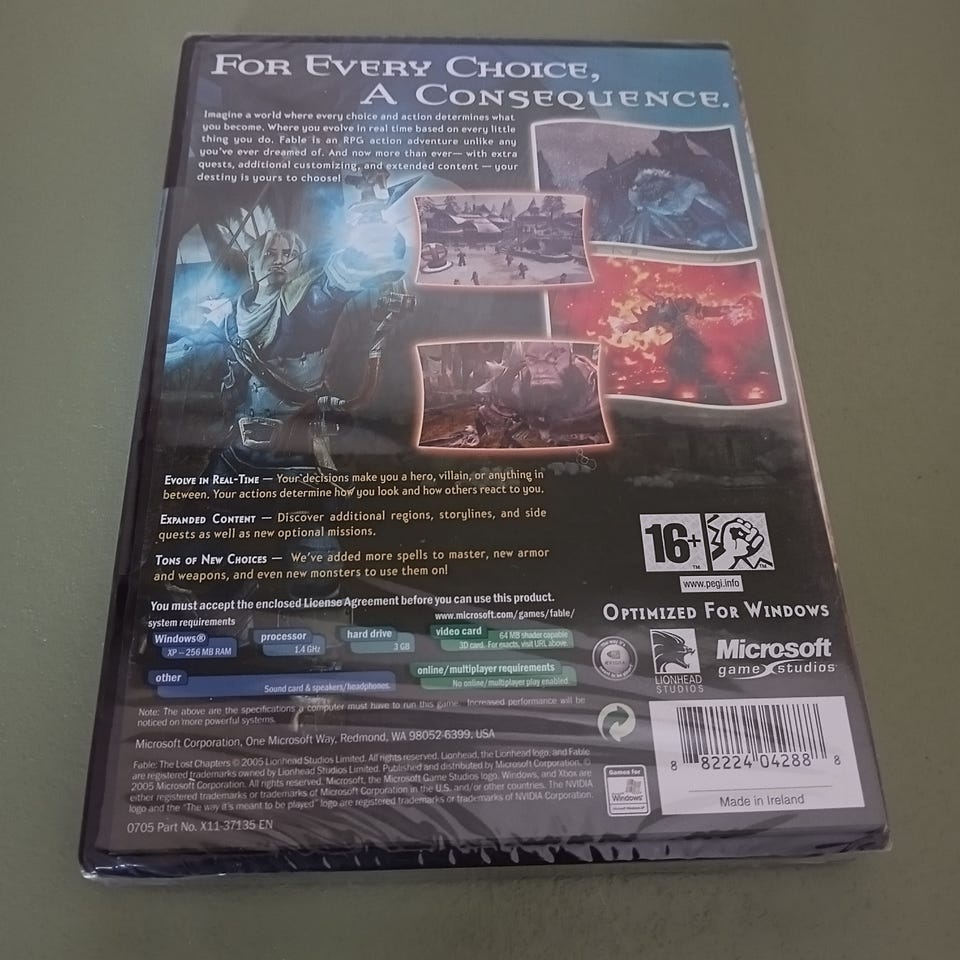 FOR EVERY CHOICE,
A CONSEQUENCE.
Imagine a world where every choice and action determines what
you become. Where you evolve in real time based on every little
thing you do. Fable is an RPG action adventure unlike any
you've ever dreamed of. And now more than ever— with extra
quests, additional customizing, and extended content — your
destiny is yours to choose!
EVOLVE IN REAL-TIME — Your decisions make you a hero, villain, or anything in
between. Your actions determine how you look and how others react to you.
EXPANDED CONTENT — Discover additional regions, storylines, and side
quests as well as new optional missions.
TONS OF NEW CHOICES — We've added more spells to master, new armor
and weapons, and even new monsters to use them on!
16+
TM
TM
www.pegi.info
You must accept the enclosed License Agreement before you can use this product.
www.microsoft.com/games/fable/
system requirements
Windows®
XP – 256 MB RAM
processor
1.4 GHz
hard drive
3 GB
video card
64 MB shader capable
3D card. For exacts, visit URL above.
other
Sound card & speakers/headphones.
online/multiplayer requirements
No online/multiplayer play enabled.
OPTIMIZED FOR WINDOWS
LIONHEAD
STUDIOS
Microsoft
game studios
Note: The above are the specifications a computer must have to run this game. Increased performance will be
noticed on more powerful systems.
Microsoft Corporation, One Microsoft Way, Redmond, WA 98052-6399, USA
Fable: The Lost Chapters © 2005 Lionhead Studios Limited. All rights reserved. Lionhead, the Lionhead logo, and Fable
are registered trademarks owned by Lionhead Studios Limited. Published and distributed by Microsoft Corporation. ©
2005 Microsoft Corporation. All rights reserved. Microsoft, the Microsoft Game Studios logo, Windows, and Xbox are
either registered trademarks or trademarks of Microsoft Corporation in the U.S. and/or other countries. The NVIDIA
logo and the "The way it's meant to be played" logo are registered trademarks or trademarks of NVIDIA Corporation.
0705 Part No. X11-37135 EN
Games for
Windows
8 82224 04288 8
Made in Ireland